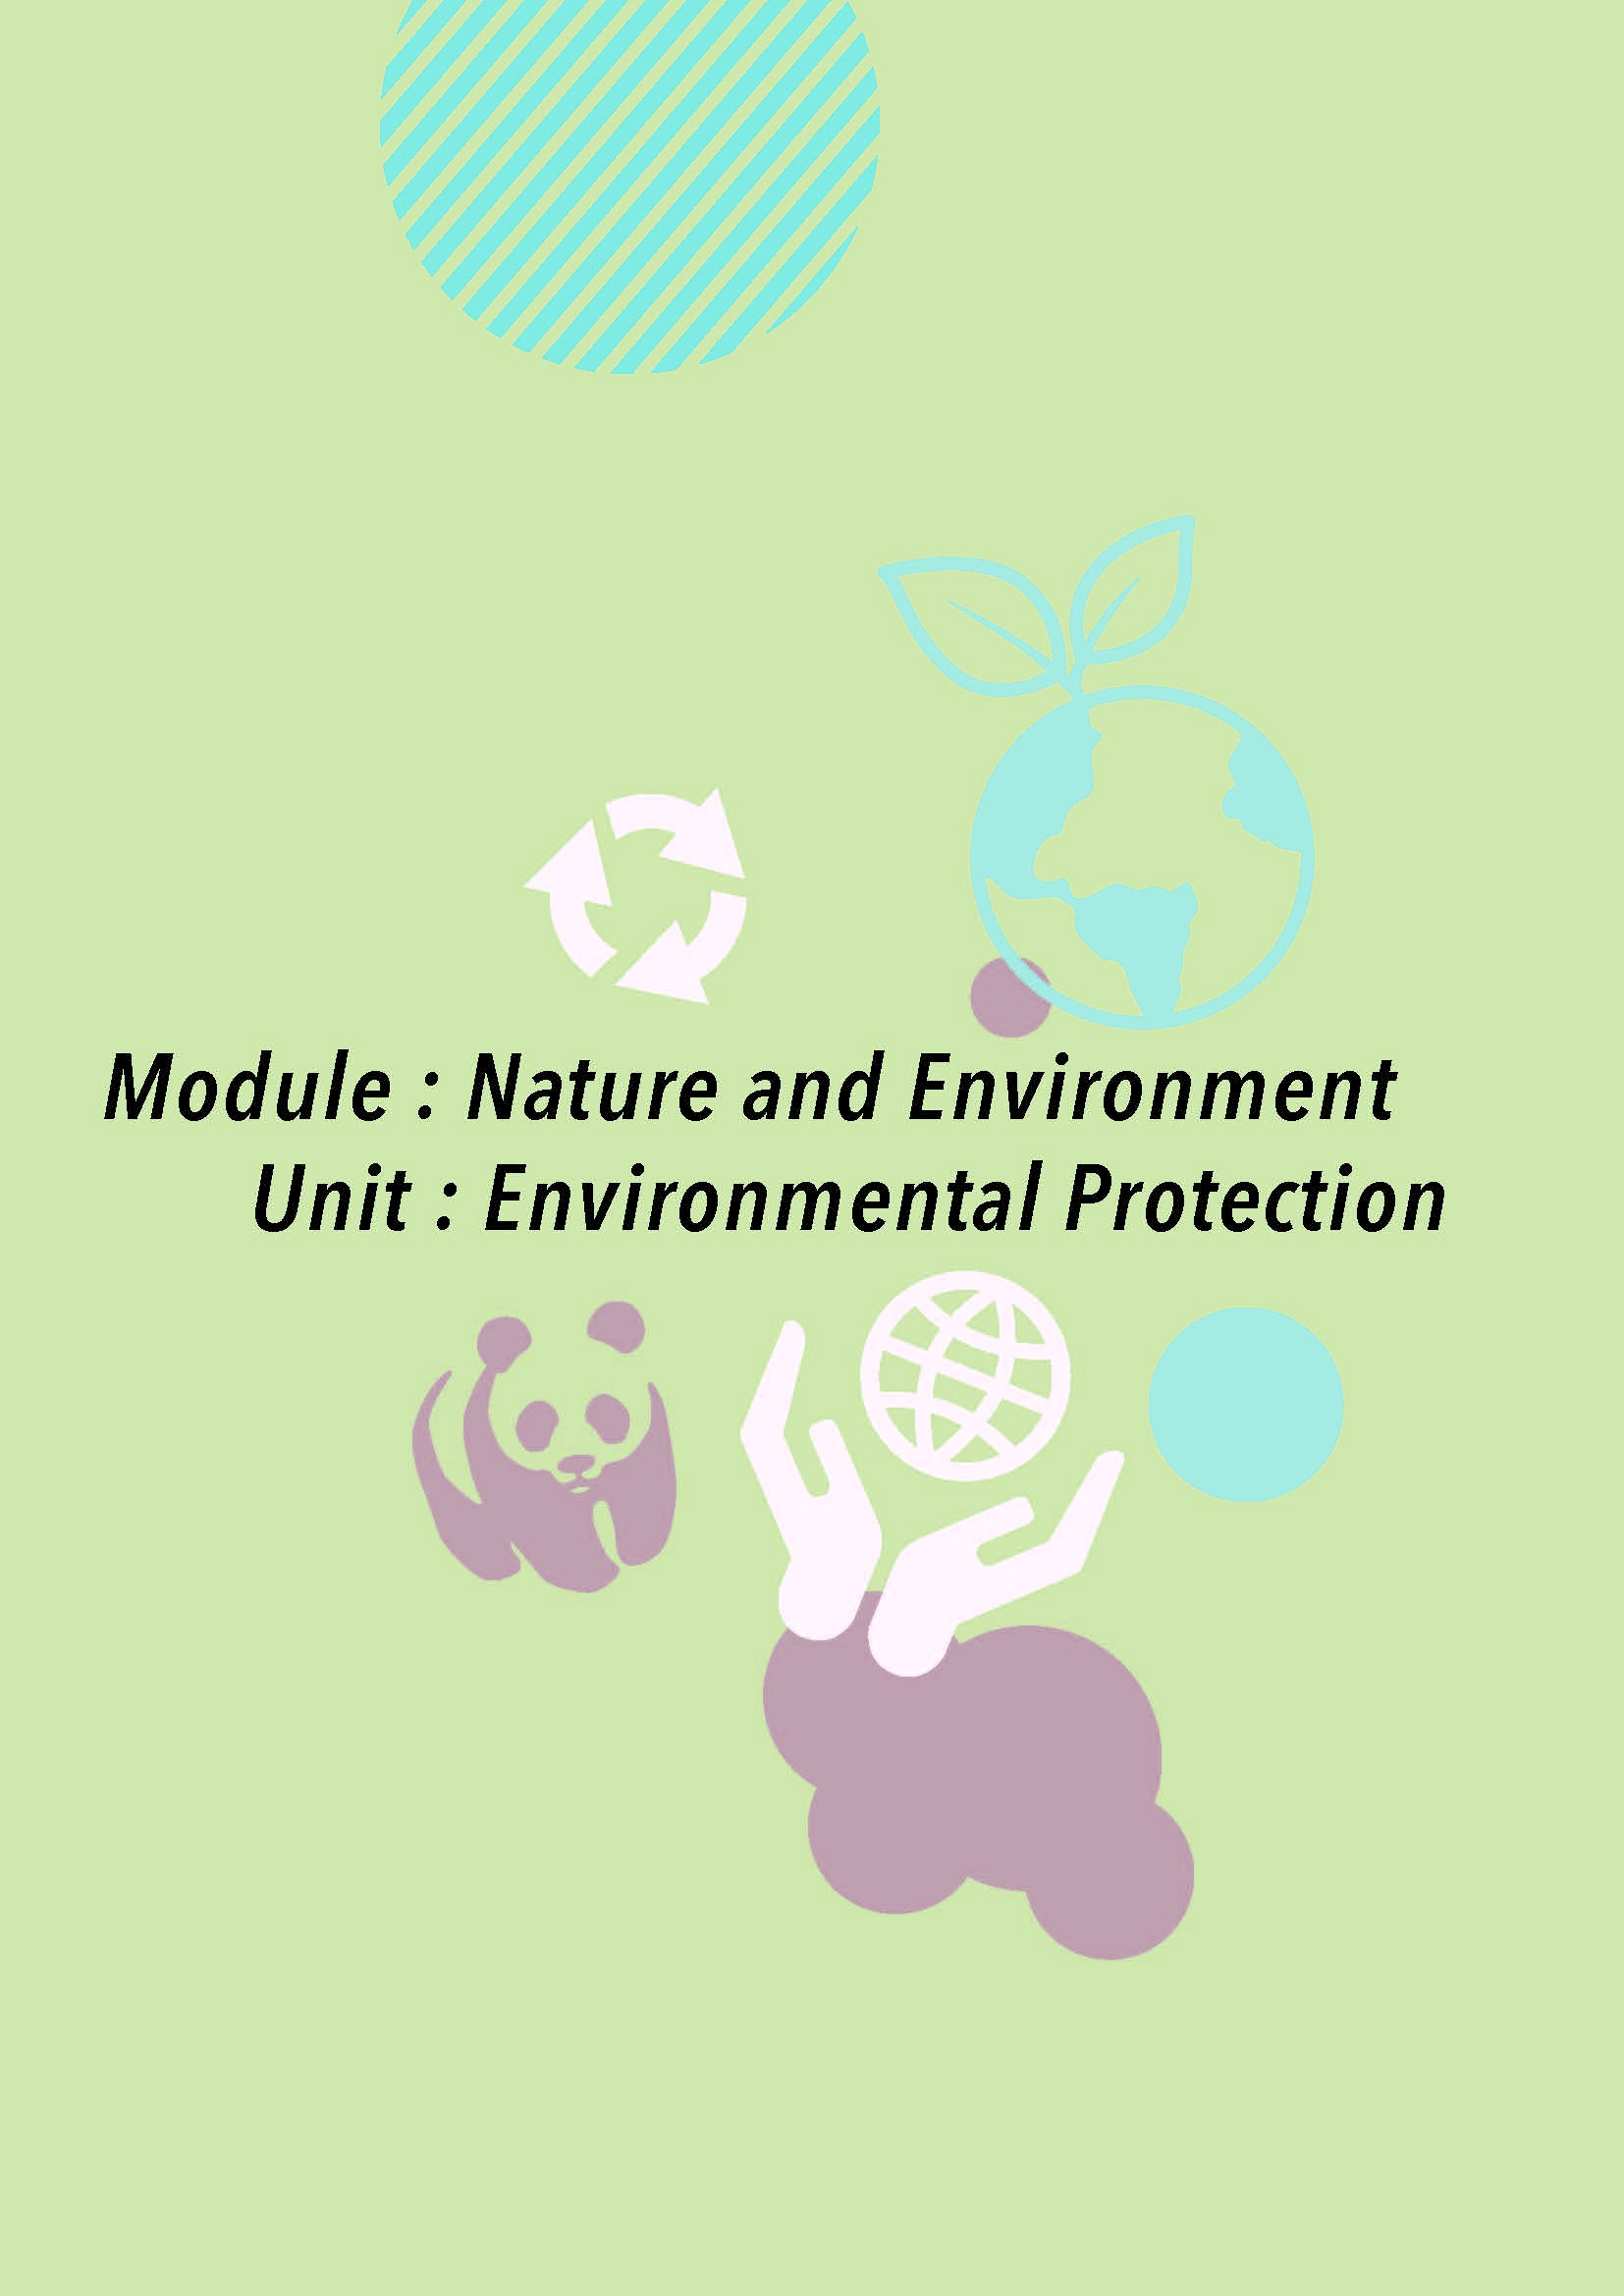 Module : Nature and Environment
Unit : Environmental Protection